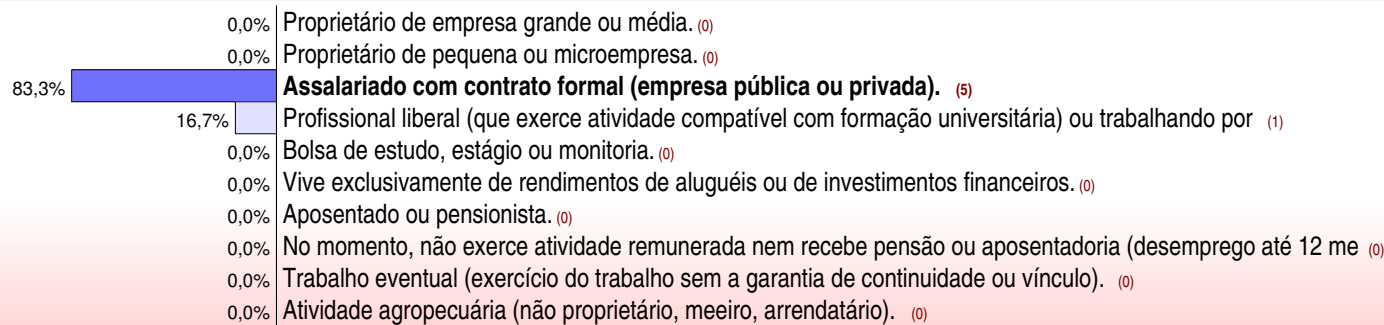 0,0% Proprietário de empresa grande ou média. (0)
0,0% Proprietário de pequena ou microempresa. (0)
83,3% Assalariado com contrato formal (empresa pública ou privada). (5)
16,7% Profissional liberal (que exerce atividade compatível com formação universitária) ou trabalhando por (1)
0,0% Bolsa de estudo, estágio ou monitoria. (0)
0,0% Vive exclusivamente de rendimentos de aluguéis ou de investimentos financeiros. (0)
0,0% Aposentado ou pensionista. (0)
0,0% No momento, não exerce atividade remunerada nem recebe pensão ou aposentadoria (desemprego até 12 me (0)
0,0% Trabalho eventual (exercício do trabalho sem a garantia de continuidade ou vínculo). (0)
0,0% Atividade agropecuária (não proprietário, meeiro, arrendatário). (0)